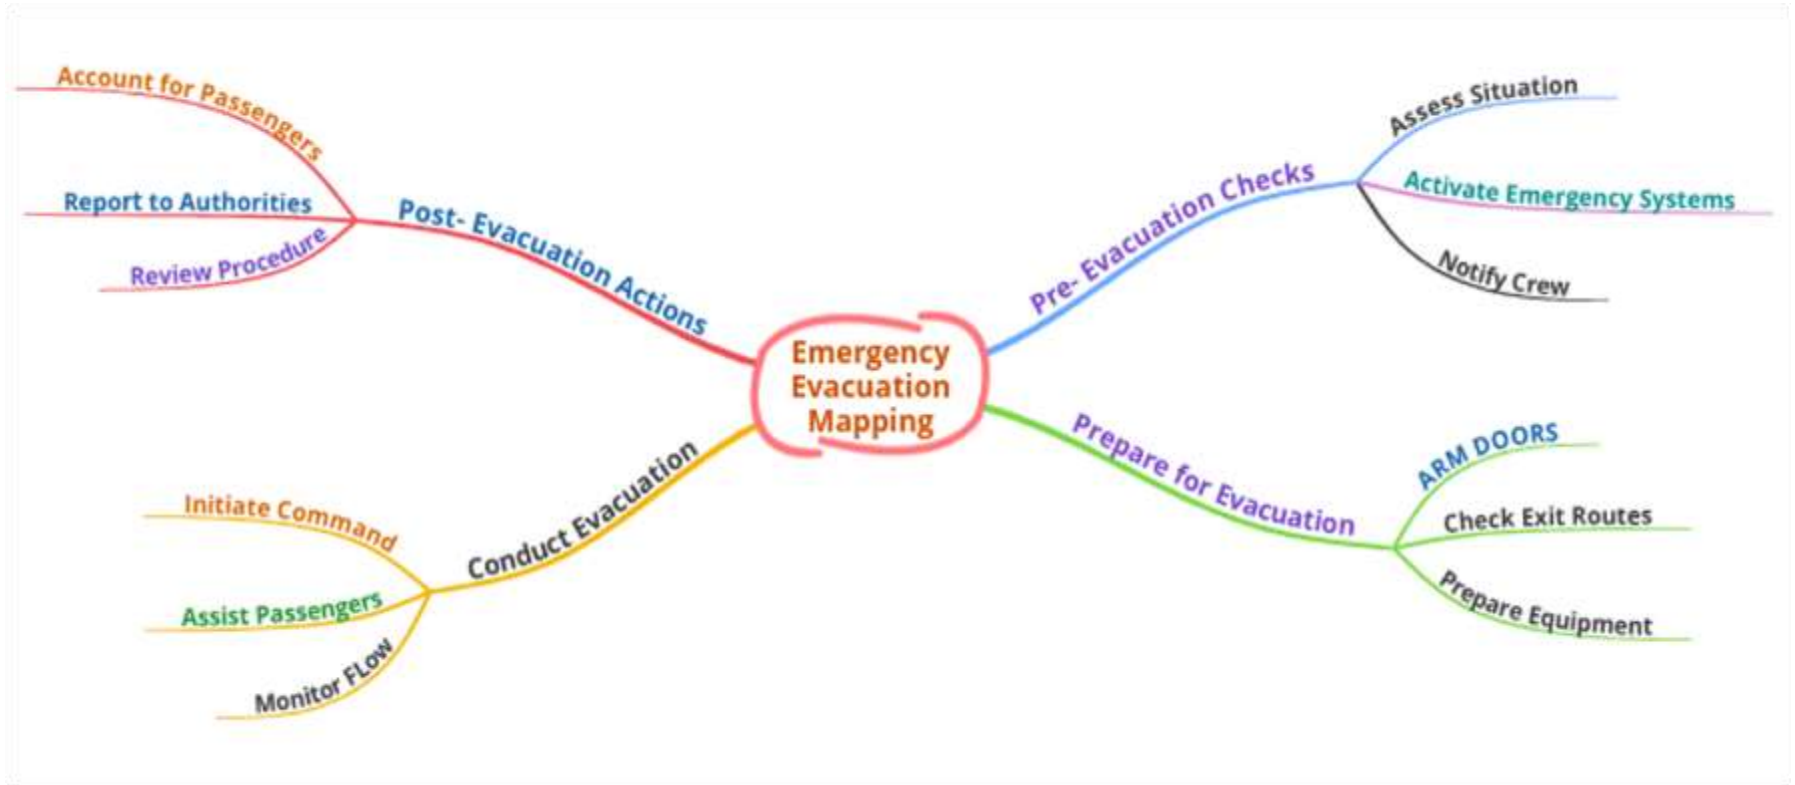 Emergency
Evacuation
Mapping
Pre- Evacuation Checks
Assess Situation
Activate Emergency Systems
Notify Crew
Prepare for Evacuation
ARM DOORS
Check Exit Routes
Prepare Equipment
Conduct Evacuation
Initiate Command
Assist Passengers
Monitor FLow
Post- Evacuation Actions
Account for Passengers
Report to Authorities
Review Procedure